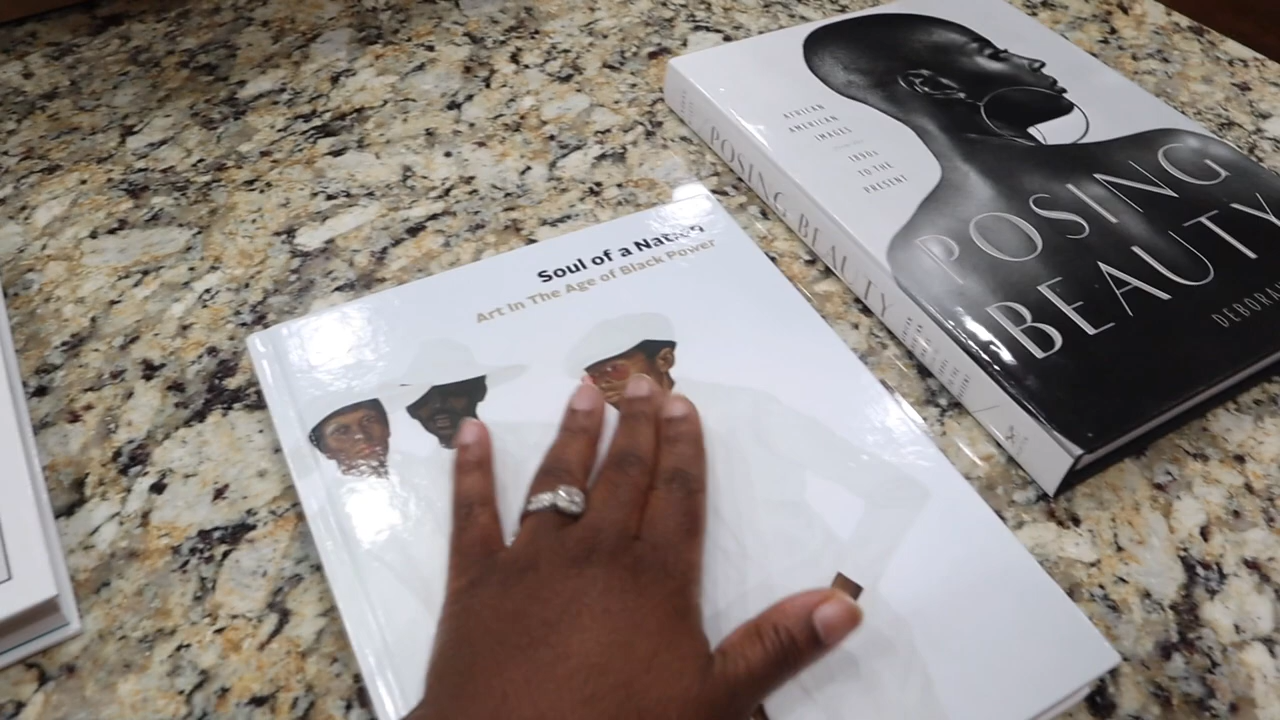 Soul of a Nation
Art In The Age of Black Power
AFRICAN
AMERICAN
IMAGES
1890s
TO THE
PRESENT
POSING
BEAUTY
DEBORA
POSING BEAUTY